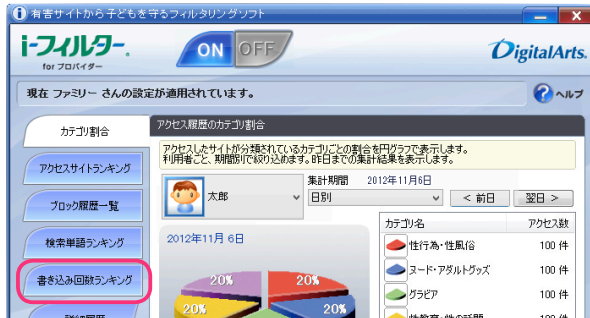 有害サイトから子どもを守るフィルタリングソフト
i-フィルター®
for プロバイダー
ON OFF
DigitalArts®
現在 ファミリー さんの設定が適用されています。
ヘルプ
カテゴリ割合
アクセスサイトランキング
ブロック履歴一覧
検索単語ランキング
書き込み回数ランキング
詳細履歴
アクセス履歴のカテゴリ割合
アクセスしたサイトが分類されているカテゴリごとの割合を円グラフで表示します。
利用者ごと、期間別で絞り込めます。昨日までの集計結果を表示します。
太郎
集計期間 2012年11月6日
日別 < 前日 翌日 >
2012年11月 6日
20% 20%
20% 20%
カテゴリ名 アクセス数
性行為・性風俗 100 件
ヌード・アダルトグッズ 100 件
グラビア 100 件
性教育・性の話題 100 件